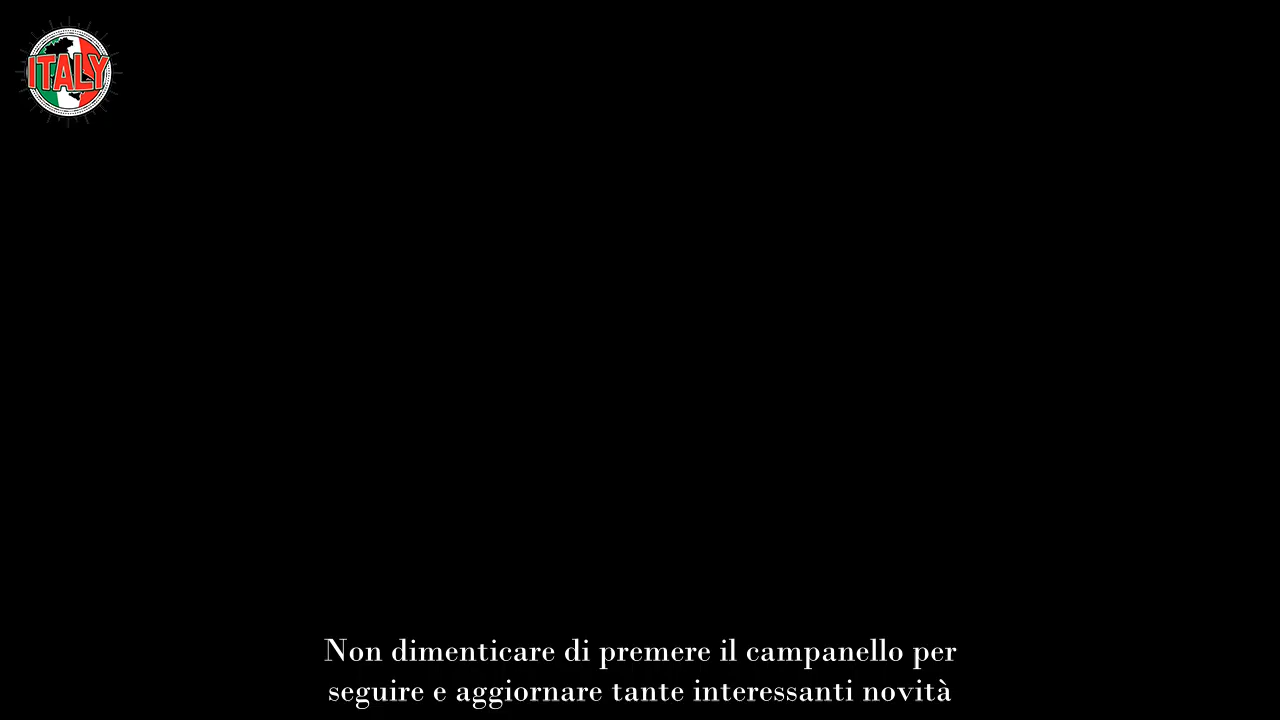 ITALY
Non dimenticare di premere il campanello per
seguire e aggiornare tante interessanti novità